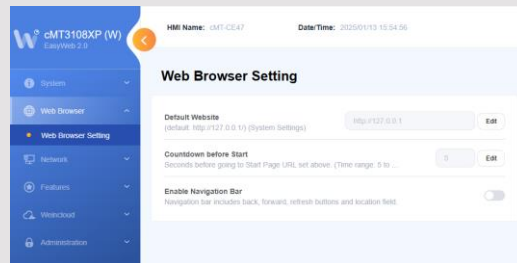 cMT3108XP (W)
EasyWeb 2.0
System
Web Browser
Web Browser Setting
Network
Features
Weincloud
Administration
HMI Name: cMT-CE47 Date/Time: 2025/01/13 15:54:56
Web Browser Setting
Default Website
(default: http://127.0.0.1/) (System Settings)
http://127.0.0.1 Edit
Countdown before Start
Seconds before going to Start Page URL set above. (Time range: 5 to ...
0 Edit
Enable Navigation Bar
Navigation bar includes back, forward, refresh buttons and location field.